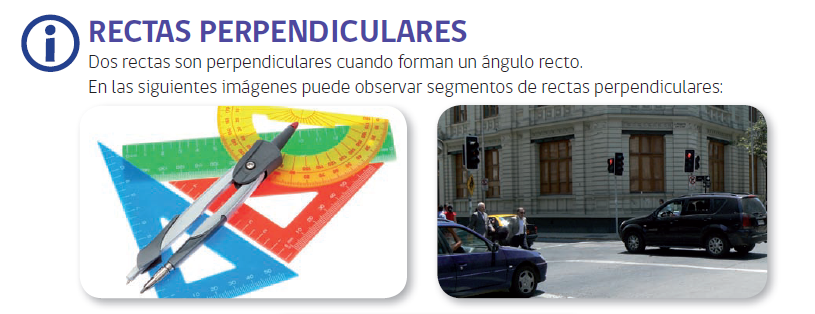 RECTAS PERPENDICULARES
Dos rectas son perpendiculares cuando forman un ángulo recto.
En las siguientes imágenes puede observar segmentos de rectas perpendiculares: